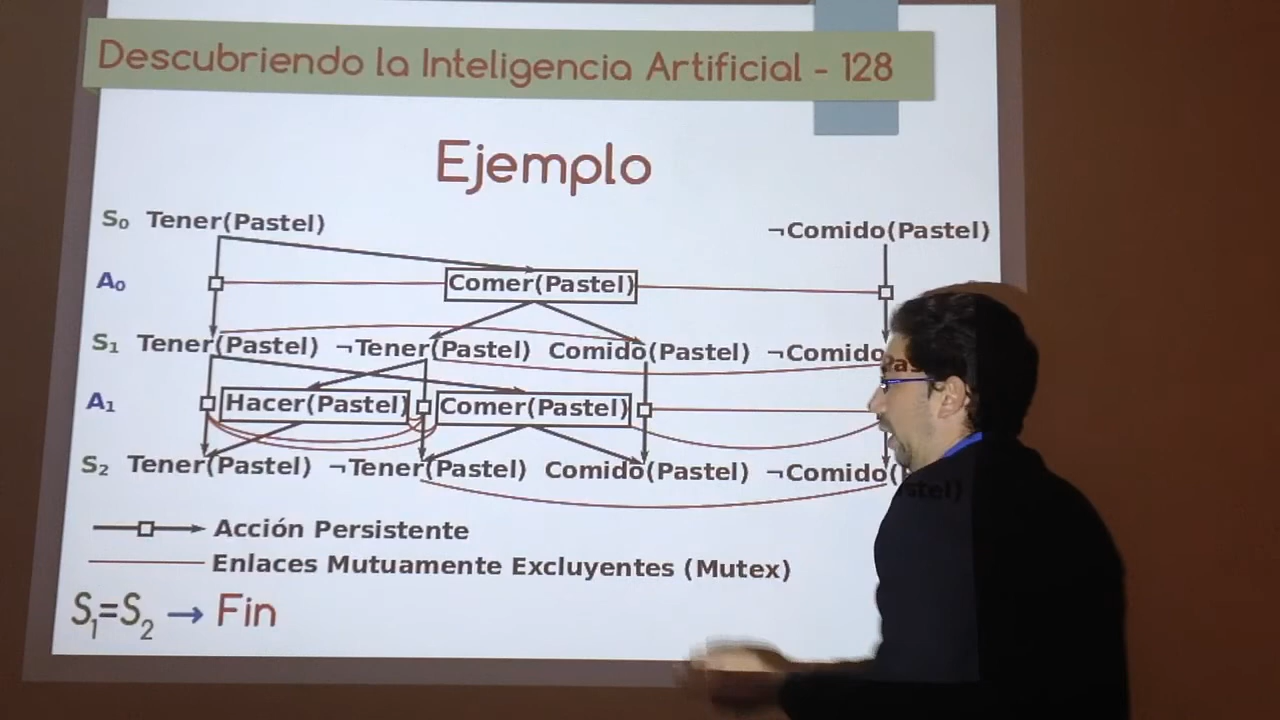 Descubriendo la Inteligencia Artificial - 128
Ejemplo
S₀ Tener(Pastel) ¬Comido(Pastel)
A₀ Comer(Pastel)
S₁ Tener(Pastel) ¬Tener(Pastel) Comido(Pastel) ¬Comido
A₁ Hacer(Pastel) Comer(Pastel)
S₂ Tener(Pastel) ¬Tener(Pastel) Comido(Pastel) ¬Comido(
Acción Persistente
Enlaces Mutuamente Excluyentes (Mutex)
S₁=S₂ → Fin